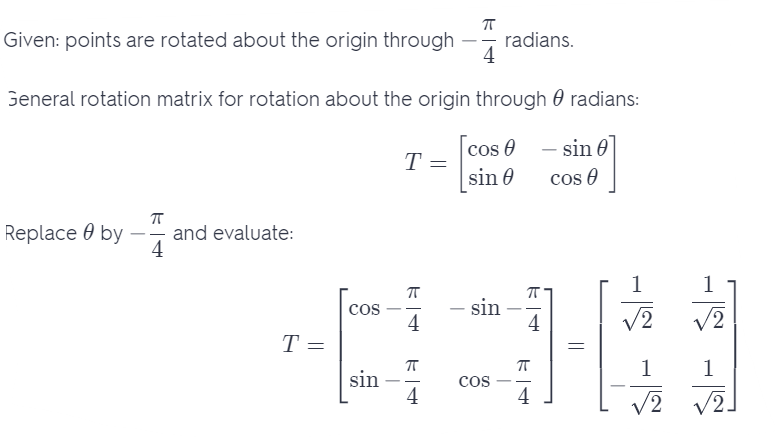 Given: points are rotated about the origin through $-\frac{\pi}{4}$ radians.
General rotation matrix for rotation about the origin through $\theta$ radians:
$T = \begin{bmatrix} \cos\theta & -\sin\theta \\ \sin\theta & \cos\theta \end{bmatrix}$
Replace $\theta$ by $-\frac{\pi}{4}$ and evaluate:
$T = \begin{bmatrix} \cos -\frac{\pi}{4} & -\sin -\frac{\pi}{4} \\ \sin -\frac{\pi}{4} & \cos -\frac{\pi}{4} \end{bmatrix} = \begin{bmatrix} \frac{1}{\sqrt{2}} & \frac{1}{\sqrt{2}} \\ -\frac{1}{\sqrt{2}} & \frac{1}{\sqrt{2}} \end{bmatrix}$